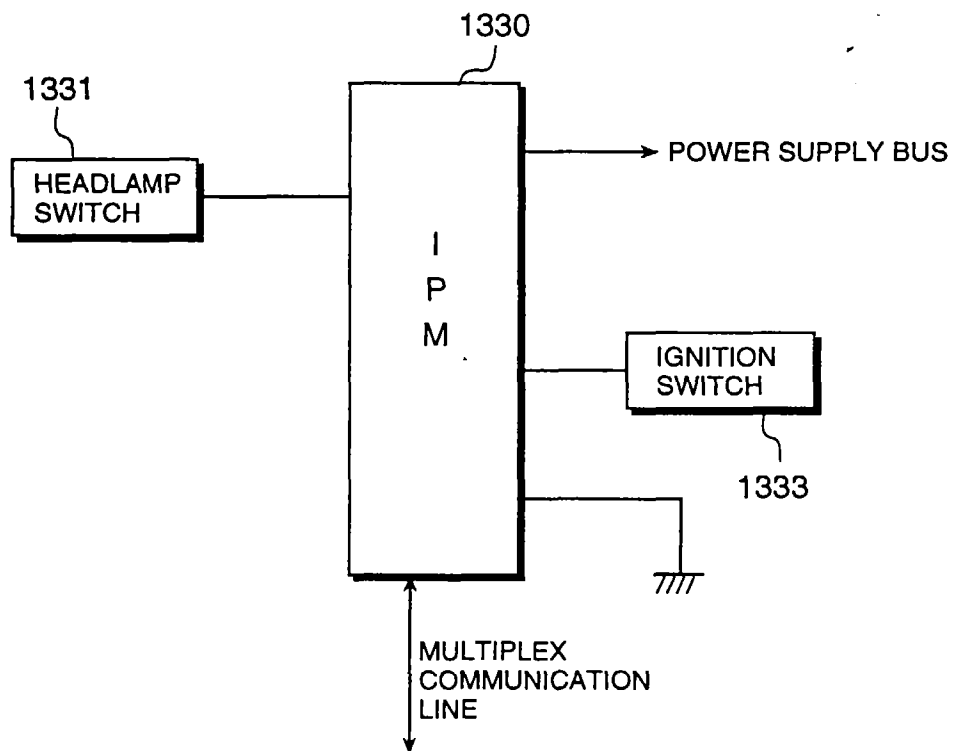 1330
1331
HEADLAMP
SWITCH
POWER SUPPLY BUS
I
P
M
IGNITION
SWITCH
1333
MULTIPLEX
COMMUNICATION
LINE